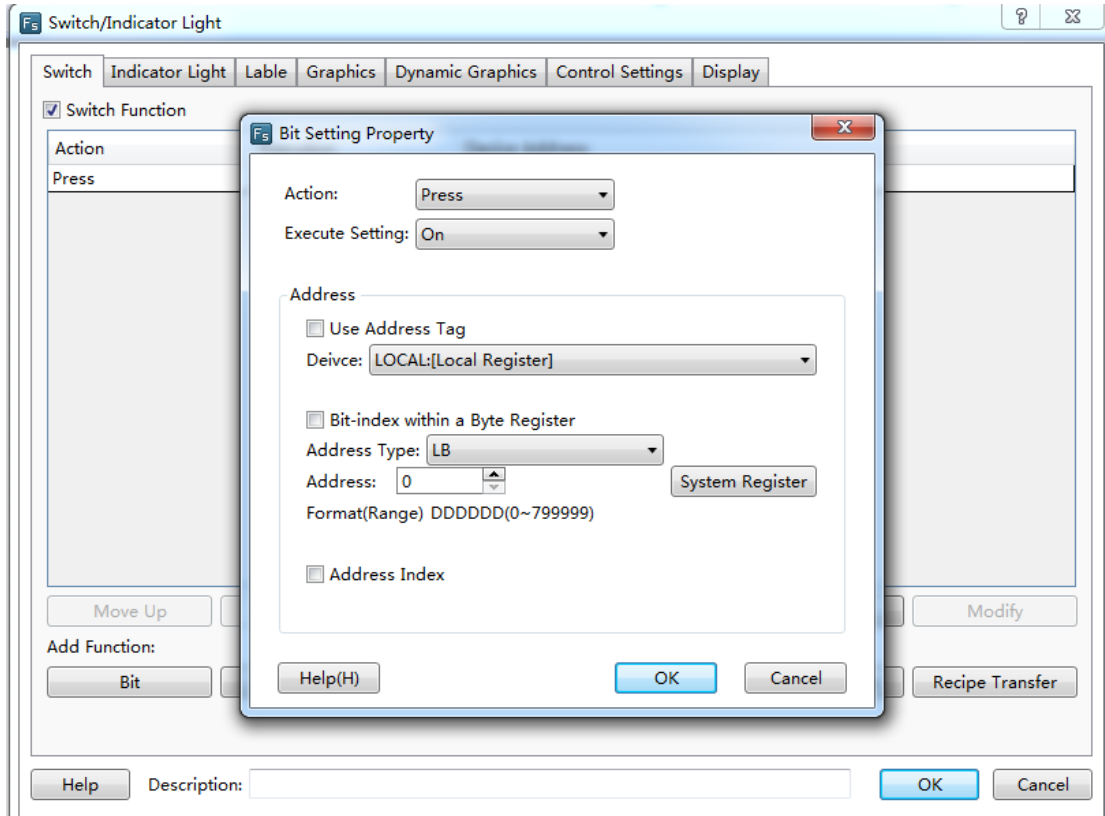 Fs Switch/Indicator Light ?
Switch Indicator Light Lable Graphics Dynamic Graphics Control Settings Display
Switch Function
Action
Press
Fs Bit Setting Property
Action: Press
Execute Setting: On
Address
Use Address Tag
Deivce: LOCAL:[Local Register]
Bit-index within a Byte Register
Address Type: LB
Address: 0 System Register
Format(Range) DDDDDD(0~799999)
Address Index
Help(H) OK Cancel
Move Up Modify
Add Function:
Bit Recipe Transfer
Help Description: OK Cancel